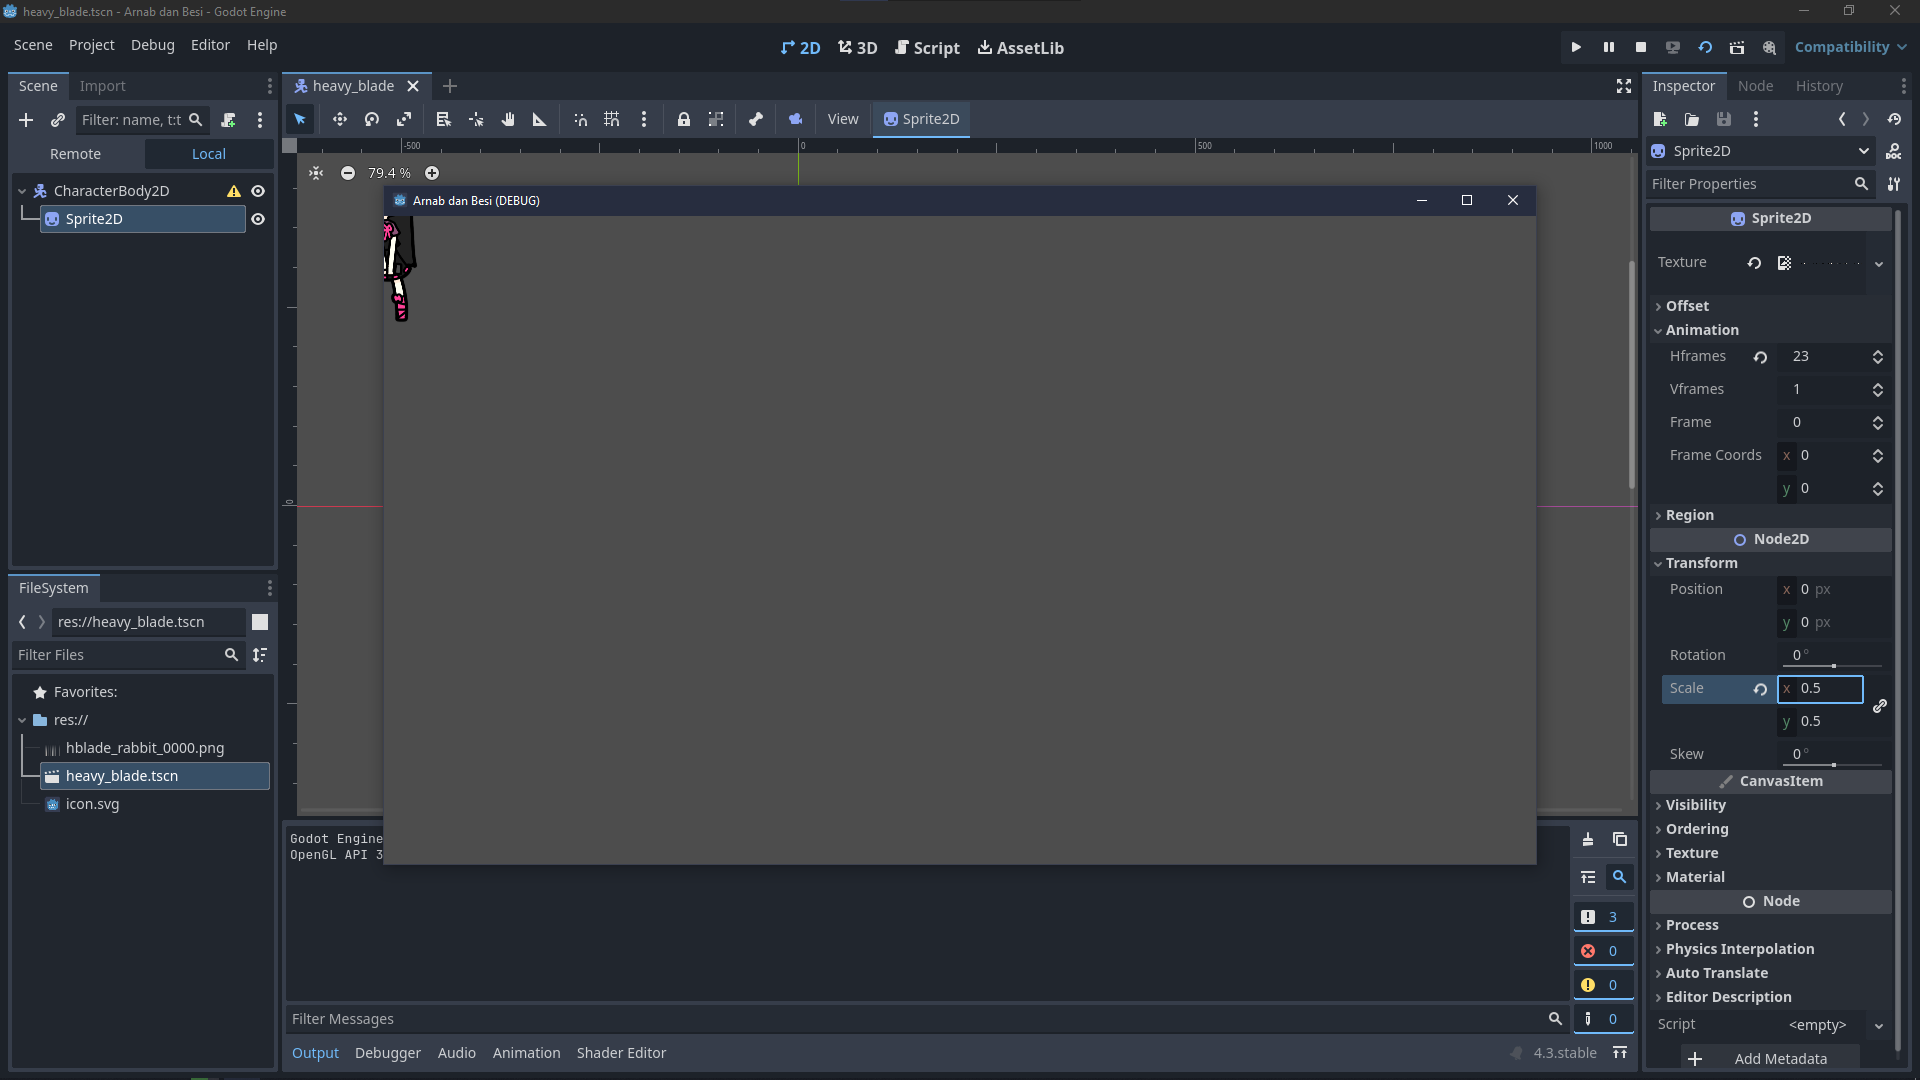 heavy_blade.tscn - Arnab dan Besi - Godot Engine
Scene Project Debug Editor Help
2D 3D Script AssetLib
Compatibility
Scene Import
heavy_blade
Inspector Node History
Filter: name, t:t
View
Sprite2D
Remote Local
-500 0 500 1000
Sprite2D
79.4 %
Filter Properties
CharacterBody2D
Arnab dan Besi (DEBUG)
Sprite2D
Sprite2D
Texture
Offset
Animation
Hframes 23
Vframes 1
Frame 0
Frame Coords x 0
y 0
0
Region
Node2D
Transform
FileSystem
Position x 0 px
res://heavy_blade.tscn
y 0 px
Filter Files
Rotation 0 °
Favorites:
Scale x 0.5
res://
y 0.5
hblade_rabbit_0000.png
Skew 0 °
heavy_blade.tscn
CanvasItem
icon.svg
Visibility
Ordering
Texture
Material
Godot Engine
OpenGL API 3
Node
3
Process
0
Physics Interpolation
Auto Translate
0
Editor Description
Filter Messages
0
Script <empty>
Output Debugger Audio Animation Shader Editor
4.3.stable
Add Metadata